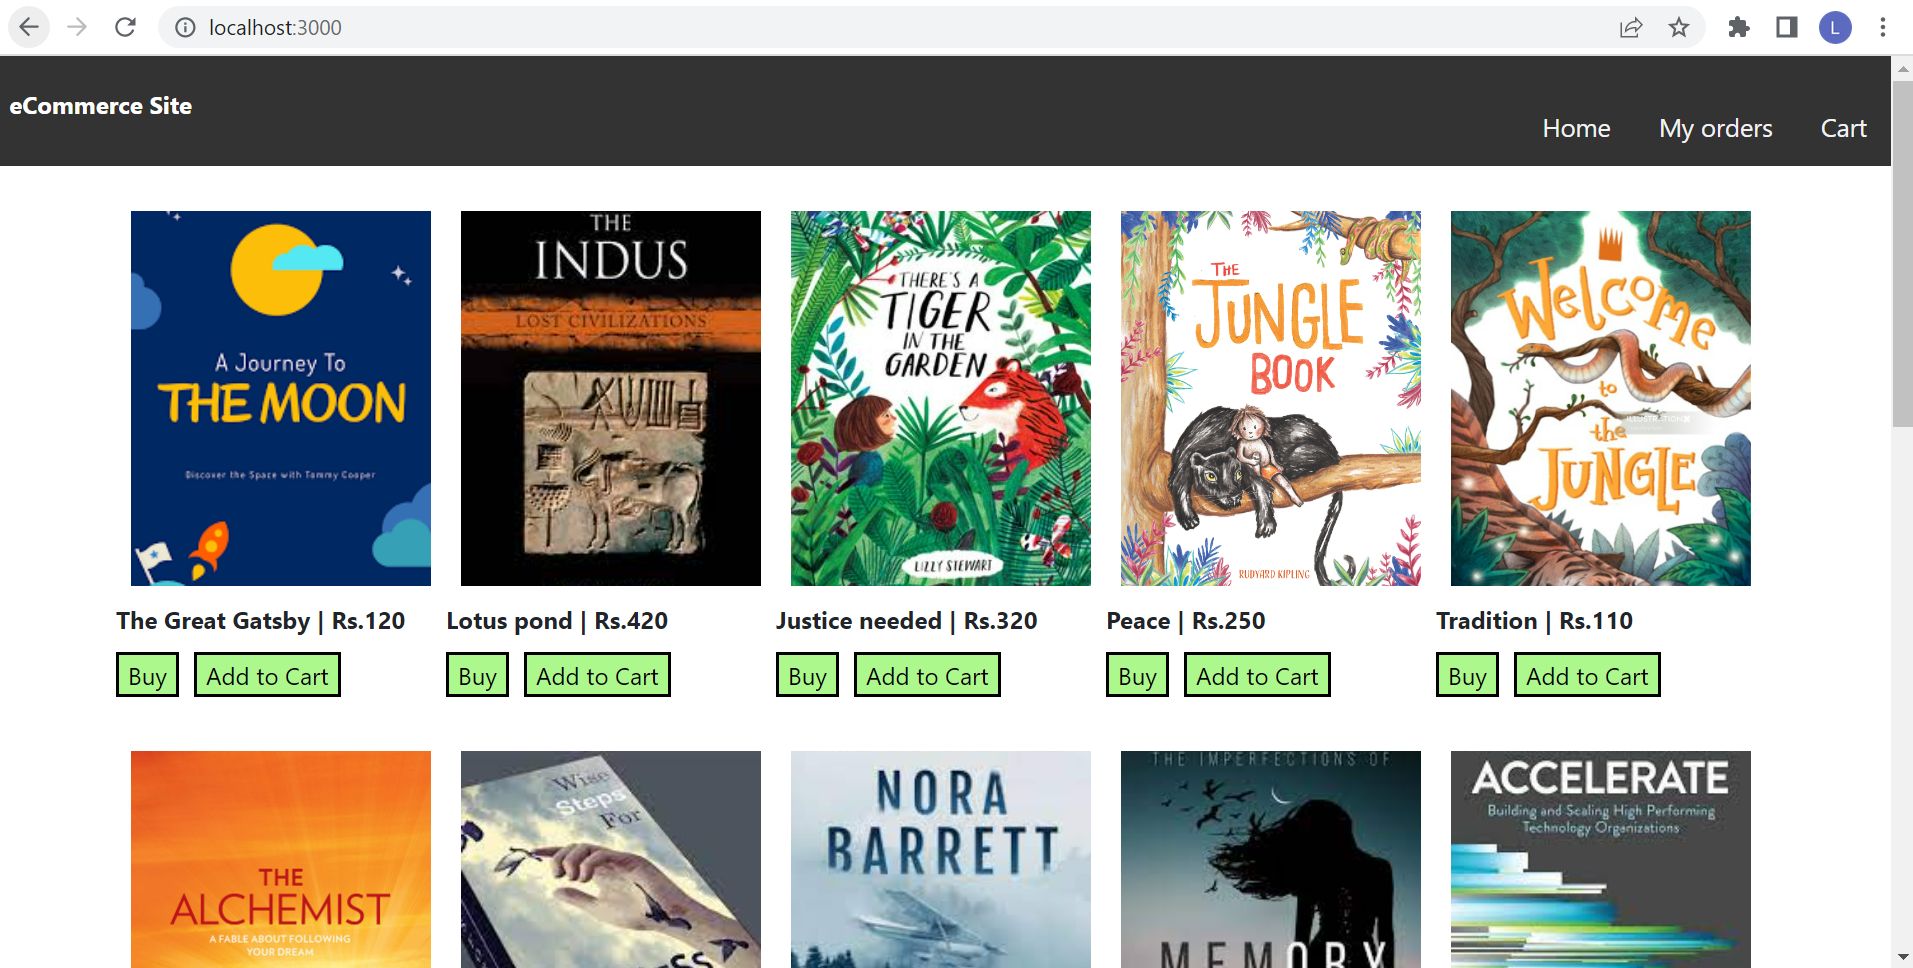 localhost:3000
L
eCommerce Site
Home
My orders
Cart
A Journey To
THE MOON
Discover the Space with Tammy Cooper
THE
INDUS
LOST CIVILIZATIONS
THERE'S A
TIGER
IN THE
GARDEN
LIZZY STEWART
THE
JUNGLE
BOOK
RUDYARD KIPLING
Welcome
to
the
JUNGLE
The Great Gatsby | Rs.120
Lotus pond | Rs.420
Justice needed | Rs.320
Peace | Rs.250
Tradition | Rs.110
Buy
Add to Cart
Buy
Add to Cart
Buy
Add to Cart
Buy
Add to Cart
Buy
Add to Cart
THE
ALCHEMIST
A FABLE ABOUT FOLLOWING
YOUR DREAM
Wise
Steps
For
NORA
BARRETT
THE IMPERFECTIONS OF
MEMORY
ACCELERATE
Building and Scaling High Performing
Technology Organizations